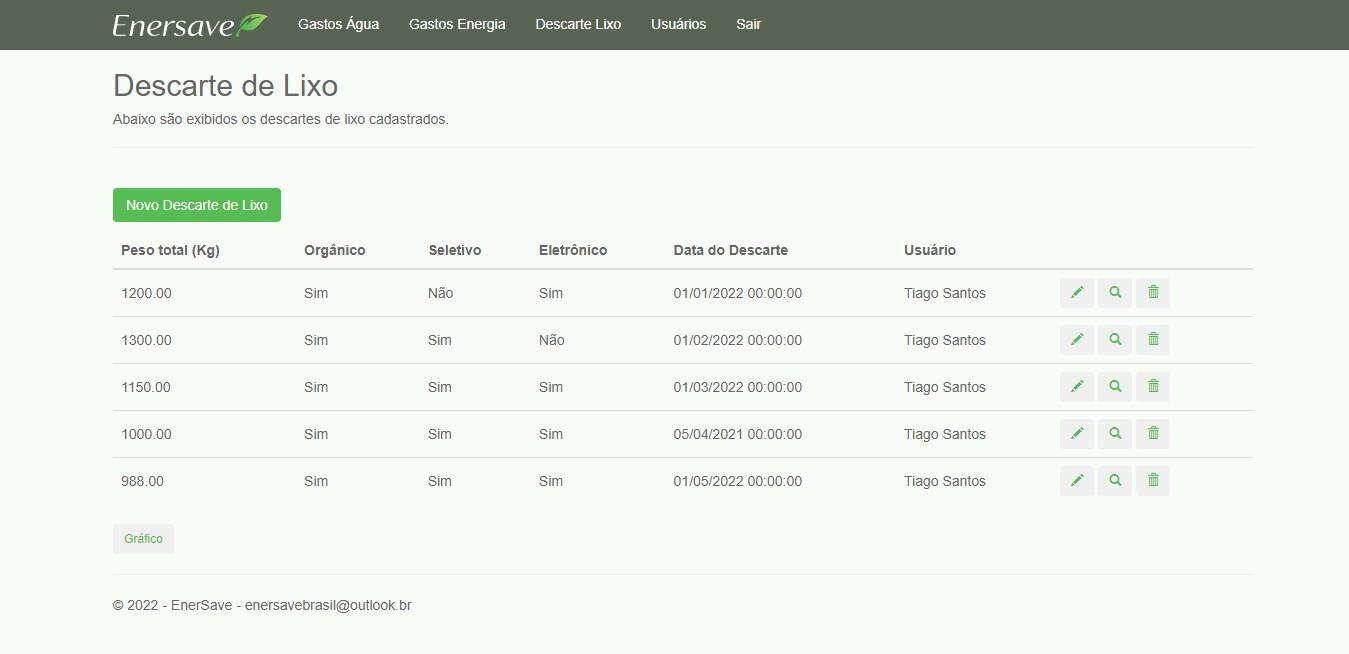 Enersave Gastos Água Gastos Energia Descarte Lixo Usuários Sair
Descarte de Lixo
Abaixo são exibidos os descartes de lixo cadastrados.
Novo Descarte de Lixo
Peso total (Kg) Orgânico Seletivo Eletrônico Data do Descarte Usuário
1200.00 Sim Não Sim 01/01/2022 00:00:00 Tiago Santos
1300.00 Sim Sim Não 01/02/2022 00:00:00 Tiago Santos
1150.00 Sim Sim Sim 01/03/2022 00:00:00 Tiago Santos
1000.00 Sim Sim Sim 05/04/2021 00:00:00 Tiago Santos
988.00 Sim Sim Sim 01/05/2022 00:00:00 Tiago Santos
Gráfico
© 2022 - EnerSave - enersavebrasil@outlook.br